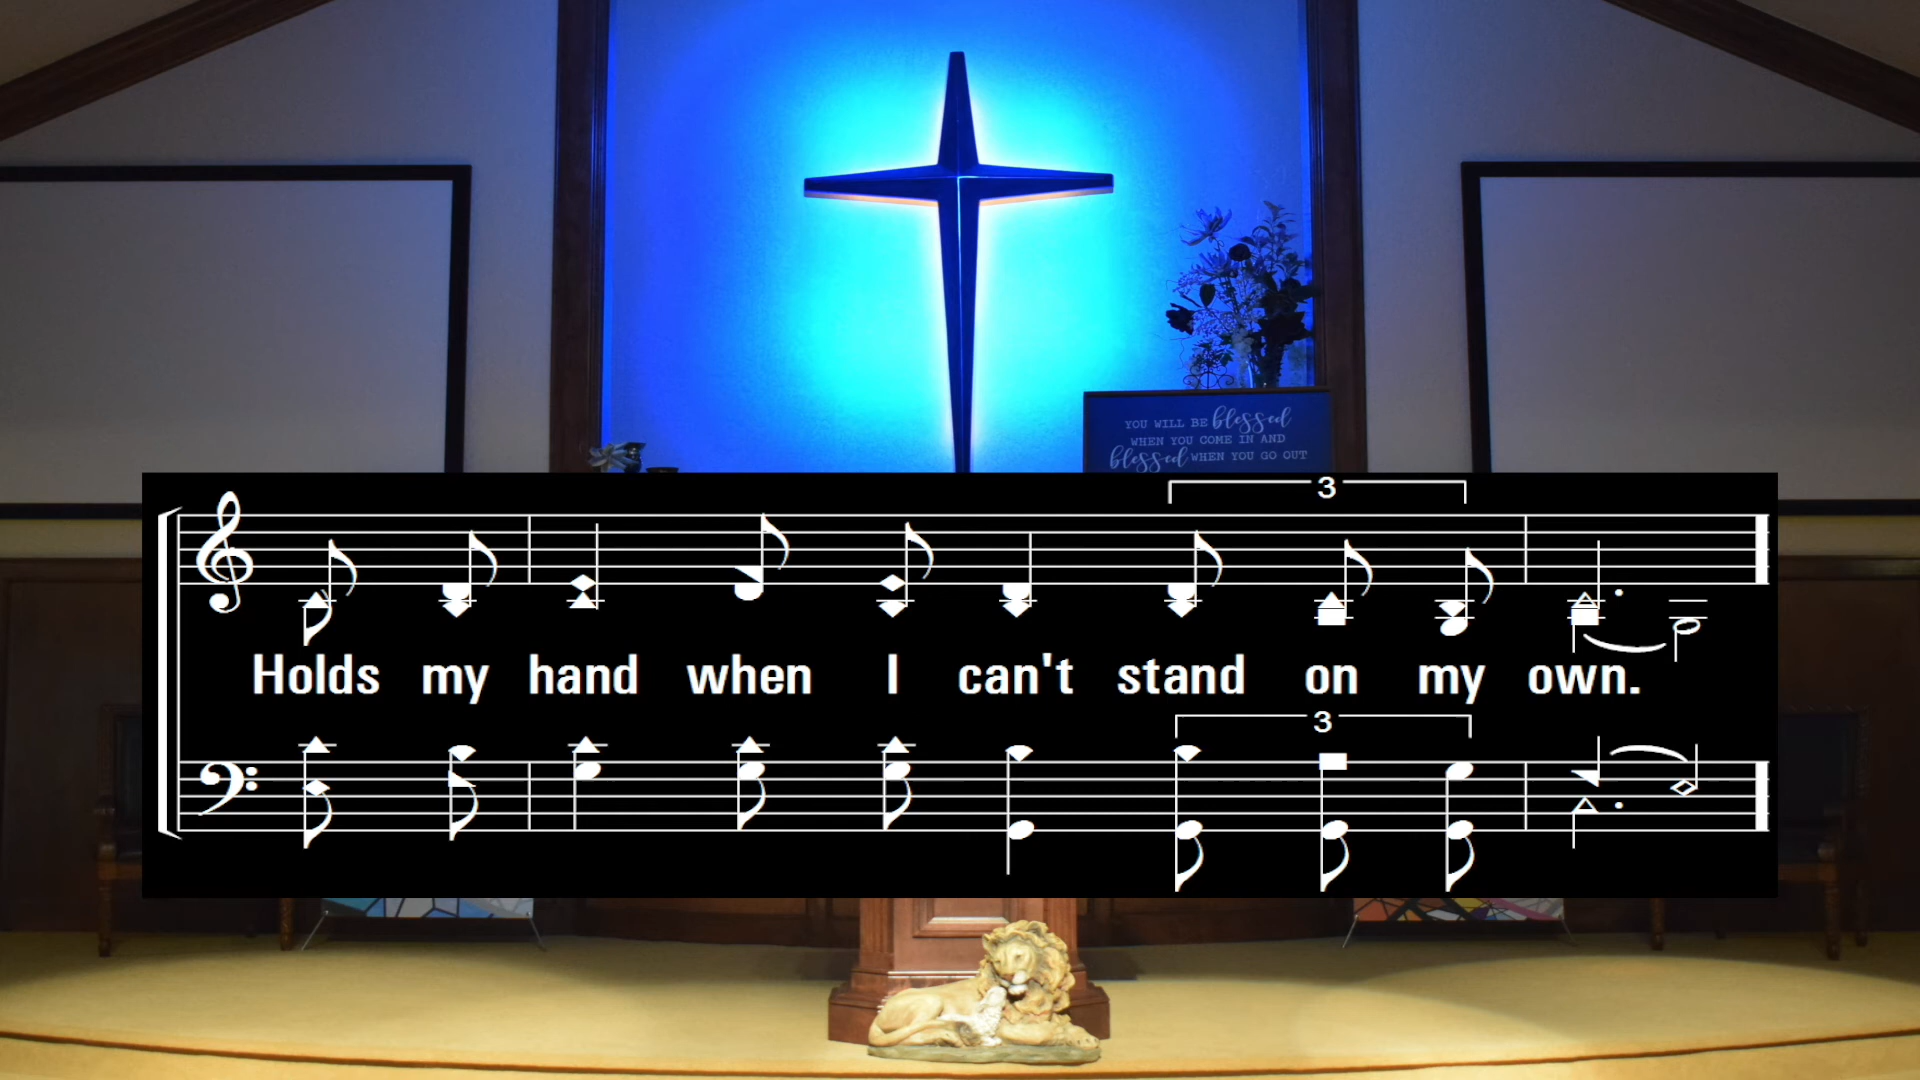 YOU WILL BE blessed
WHEN YOU COME IN AND
blessed WHEN YOU GO OUT
3
Holds my hand when I can't stand on my own.
3